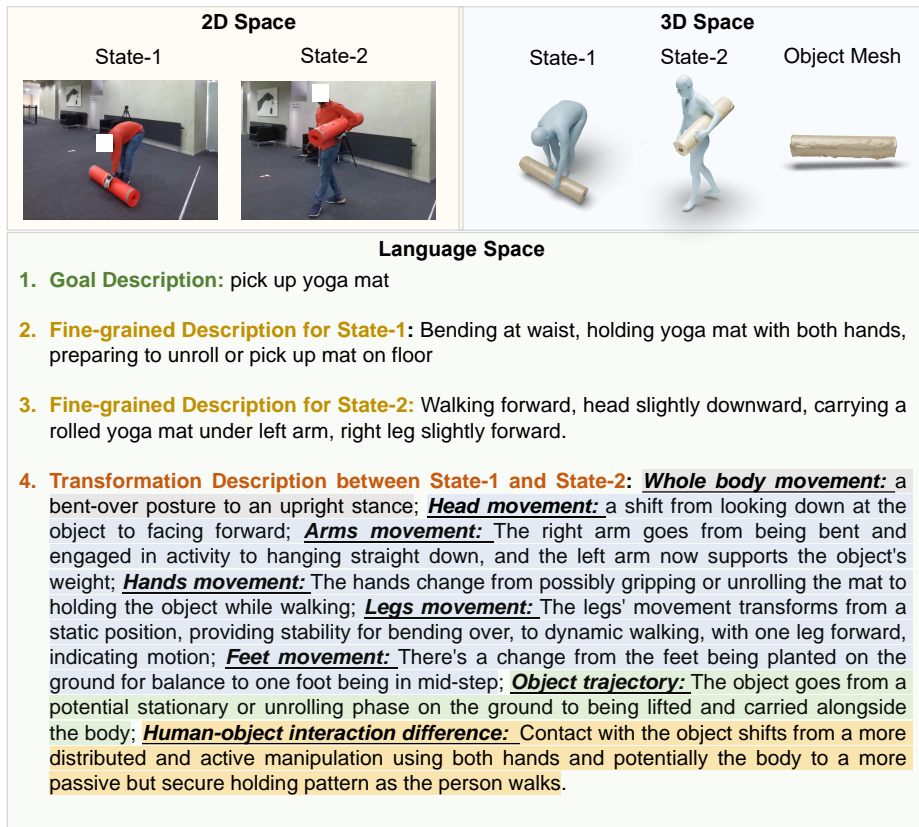 2D Space
3D Space
State-1
State-2
State-1
State-2
Object Mesh
Language Space
1. Goal Description: pick up yoga mat
2. Fine-grained Description for State-1: Bending at waist, holding yoga mat with both hands,
preparing to unroll or pick up mat on floor
3. Fine-grained Description for State-2: Walking forward, head slightly downward, carrying a
rolled yoga mat under left arm, right leg slightly forward.
4. Transformation Description between State-1 and State-2: Whole body movement: a
bent-over posture to an upright stance; Head movement: a shift from looking down at the
object to facing forward; Arms movement: The right arm goes from being bent and
engaged in activity to hanging straight down, and the left arm now supports the object's
weight; Hands movement: The hands change from possibly gripping or unrolling the mat to
holding the object while walking; Legs movement: The legs' movement transforms from a
static position, providing stability for bending over, to dynamic walking, with one leg forward,
indicating motion; Feet movement: There's a change from the feet being planted on the
ground for balance to one foot being in mid-step; Object trajectory: The object goes from a
potential stationary or unrolling phase on the ground to being lifted and carried alongside
the body; Human-object interaction difference: Contact with the object shifts from a more
distributed and active manipulation using both hands and potentially the body to a more
passive but secure holding pattern as the person walks.